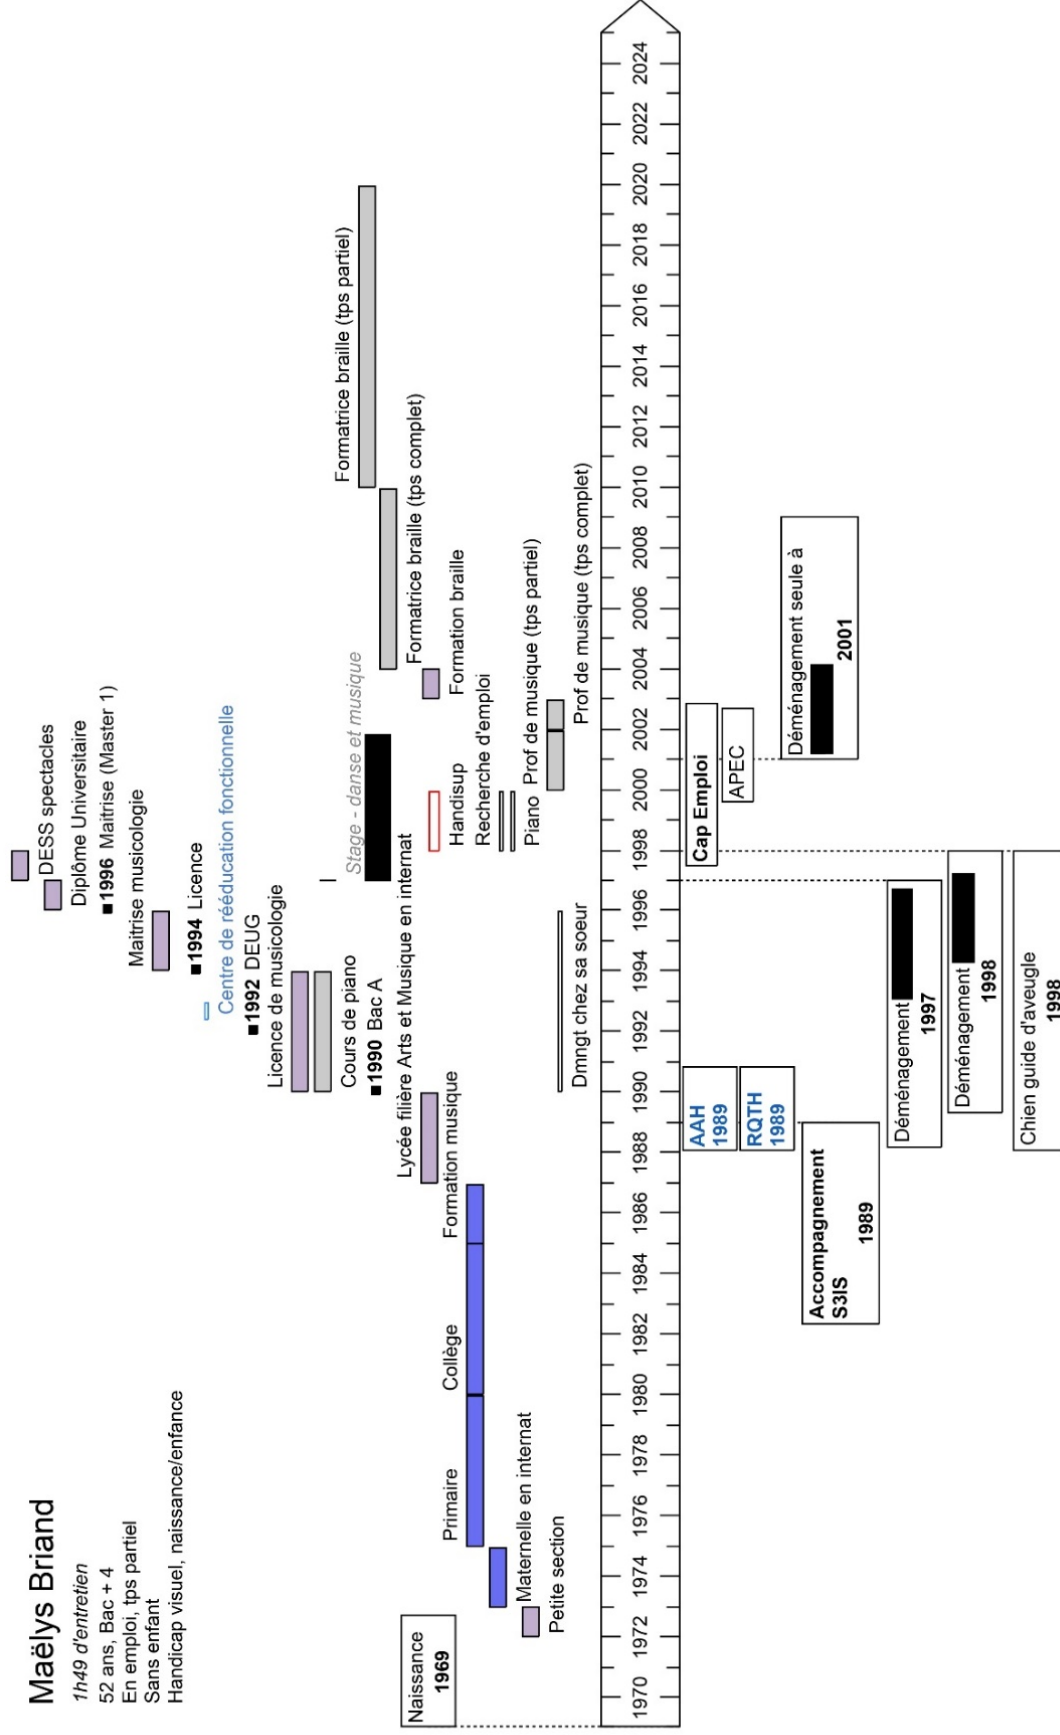 Maëlys Briand
1h49 d'entretien
52 ans, Bac + 4
En emploi, tps partiel
Sans enfant
Handicap visuel, naissance/enfance
DESS spectacles
Diplôme Universitaire
■1996 Maitrise (Master 1)
Maitrise musicologie
■1994 Licence
Centre de rééducation fonctionnelle
■1992 DEUG
Licence de musicologie
Cours de piano
■1990 Bac A
Stage - danse et musique
Formatrice braille (tps partiel)
Lycée filière Arts et Musique en internat
Formatrice braille (tps complet)
Primaire
Collège
Formation musique
Handisup
Formation braille
Recherche d'emploi
Maternelle en internat
Piano
Prof de musique (tps partiel)
Petite section
Dmngt chez sa soeur
Prof de musique (tps complet)
Naissance
1969
1970 1972 1974 1976 1978 1980 1982 1984 1986 1988 1990 1992 1994 1996 1998 2000 2002 2004 2006 2008 2010 2012 2014 2016 2018 2020 2022 2024
AAH
1989
Cap Emploi
RQTH
1989
APEC
Accompagnement
S3IS
1989
Déménagement seule à
2001
Déménagement
1997
Déménagement
1998
Chien guide d'aveugle
1998